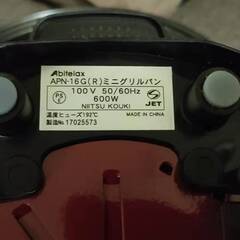 Abitelax
APN-16G(R)ミニグリルパン
100V 50/60Hz
600W
PS E
JET
NIITSU KOUKI
温度ヒューズ192℃
MADE IN CHINA
製造No.17025573